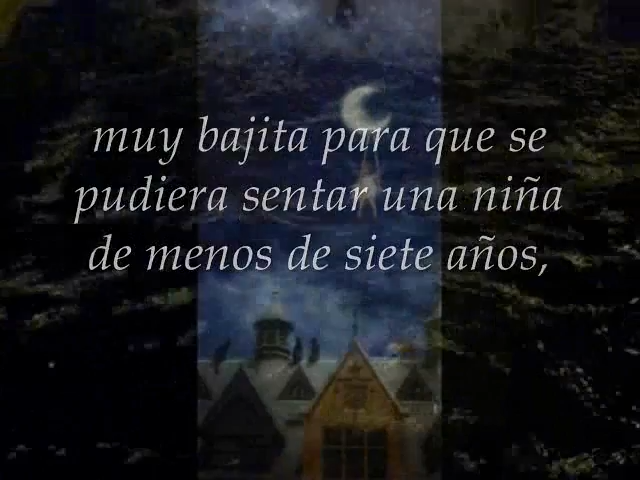 muy bajita para que se
pudiera sentar una niña
de menos de siete años,